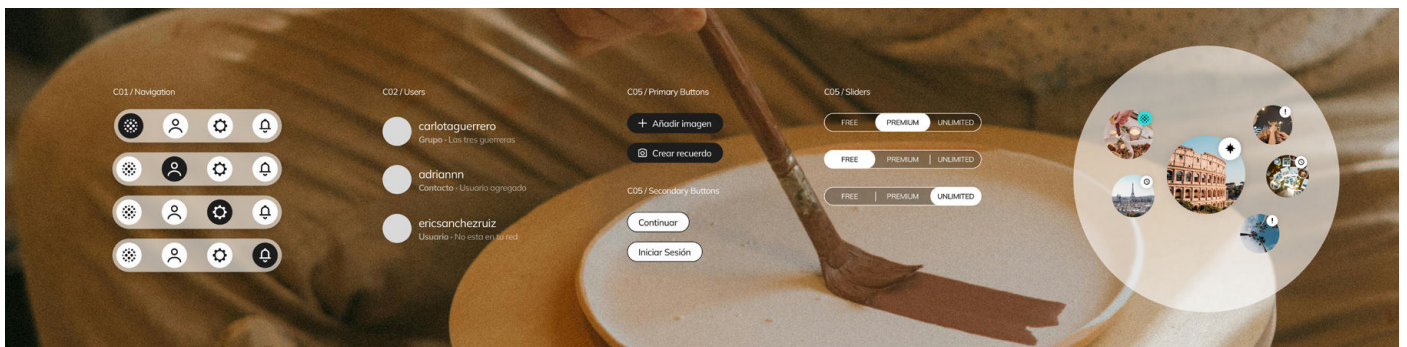 C01 / Navigation
C02 / Users
carlotaguerrero
Grupo · Las tres guerreras
adriannn
Contacto · Usuario agregado
ericsanchezruiz
Usuario · No esta en tu red
C05 / Primary Buttons
Añadir imagen
Crear recuerdo
C05 / Secondary Buttons
Continuar
Iniciar Sesión
C05 / Sliders
FREE PREMIUM UNLIMITED
FREE PREMIUM UNLIMITED
FREE PREMIUM UNLIMITED